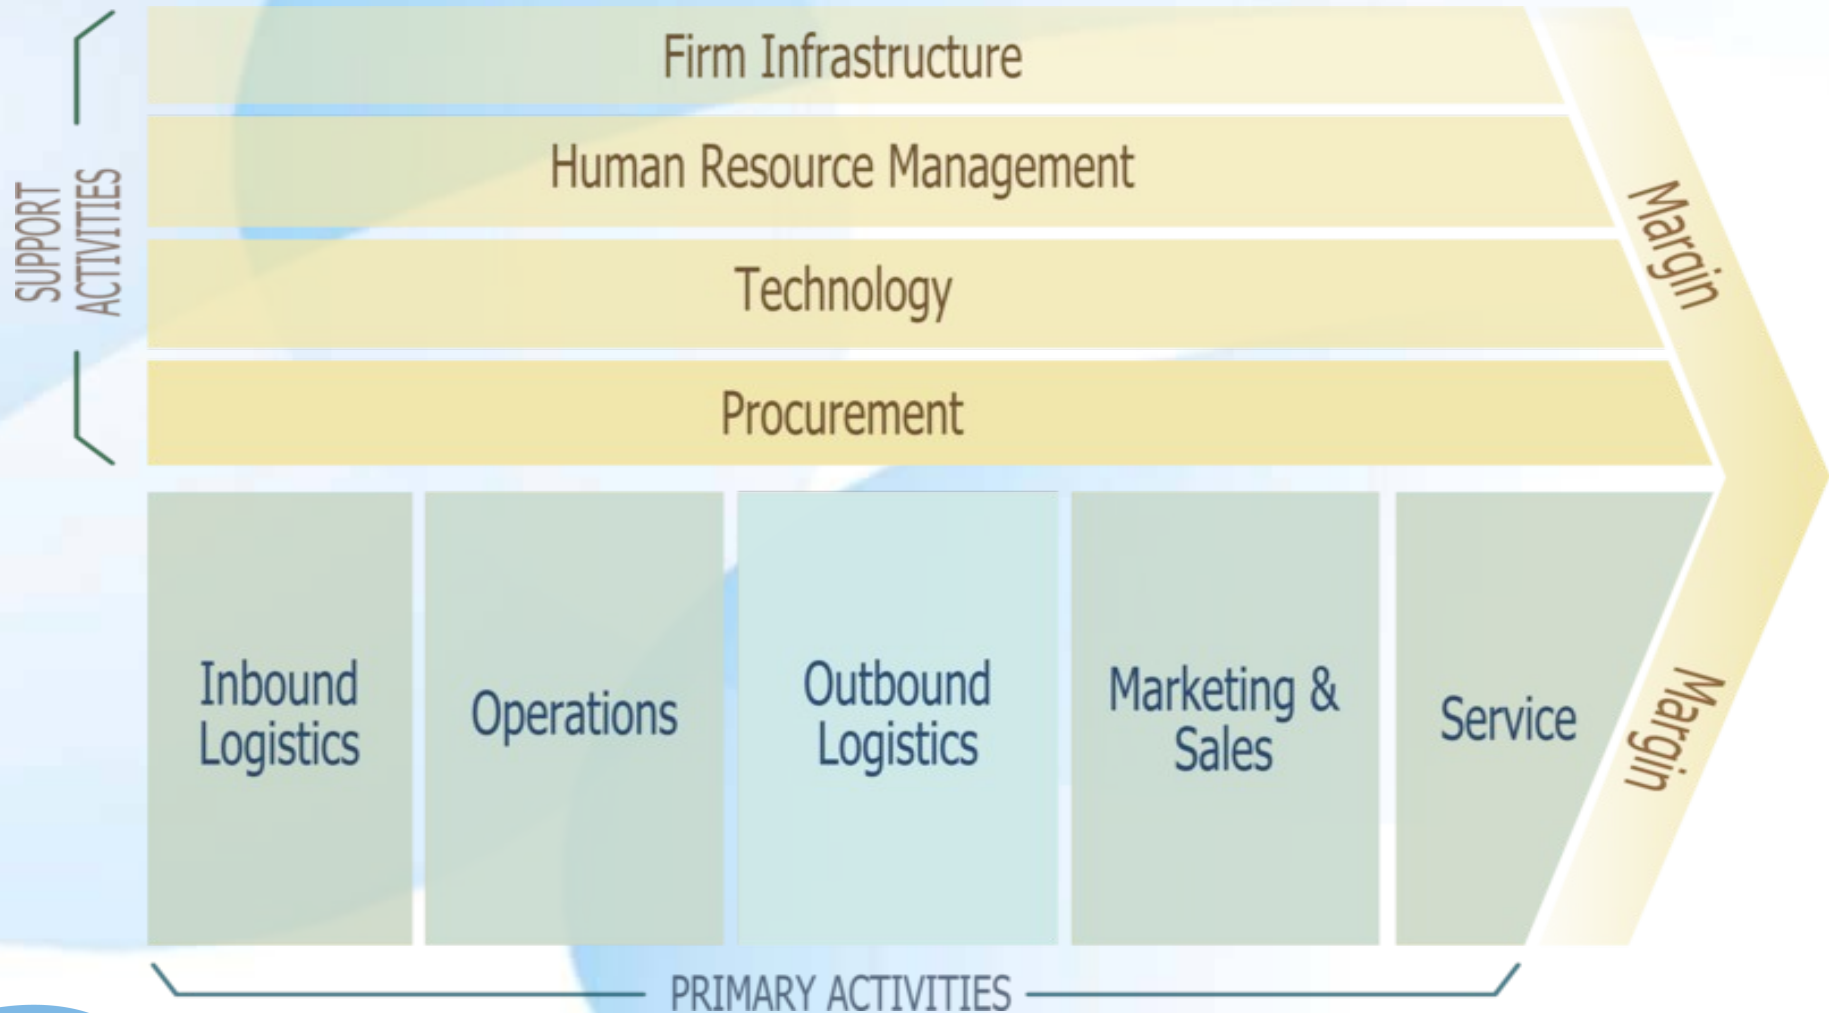 Firm Infrastructure
Human Resource Management
Technology
Procurement
SUPPORT
ACTIVITIES
Margin
Inbound
Logistics
Operations
Outbound
Logistics
Marketing &
Sales
Service
Margin
PRIMARY ACTIVITIES